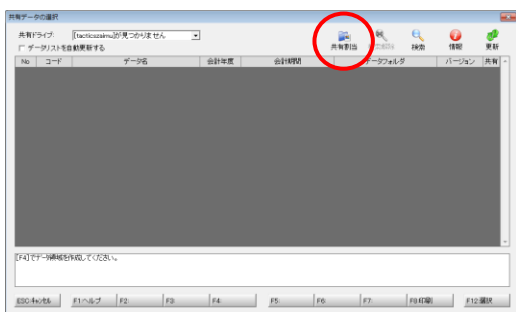 共有データの選択
共有ドライブ: [tacticszaimu]が見つかりません
共有割当 検索 情報 更新
データリストを自動更新する
No コード データ名 会計年度 会計期間 データフォルダ バージョン 共有
[F4]でデータ領域を作成してください。
ESC:キャンセル F1:ヘルプ F2: F3: F4: F5: F6: F7: F8:印刷 F12:選択